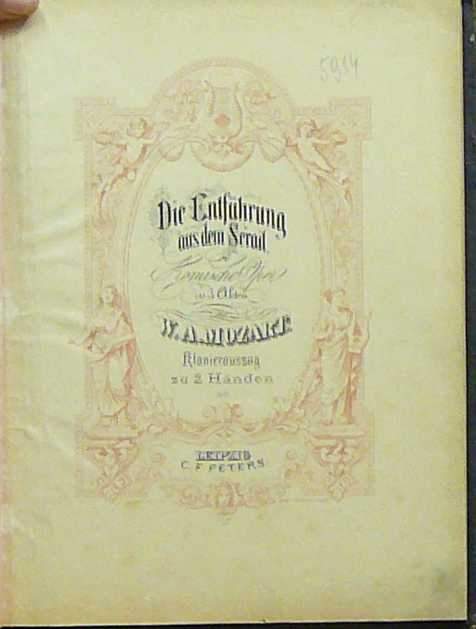 5914
Die Entführung
aus dem Serail.
Komische Oper
in 3 Akten
W. A. MOZART.
Klavierauszug
zu 2 Händen
LEIPZIG
C. F. PETERS.